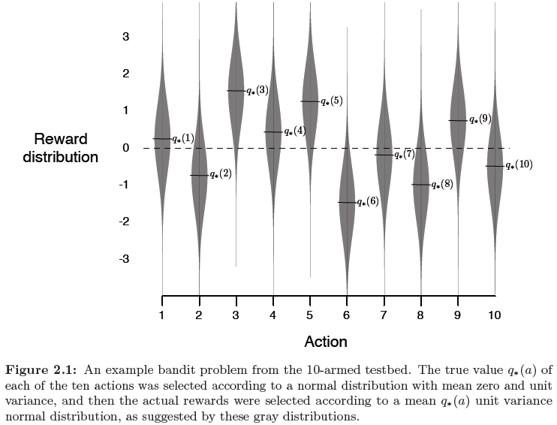 3
2
1
0
-1
-2
-3
Reward
distribution
q*(1)
q*(2)
q*(3)
q*(4)
q*(5)
q*(6)
q*(7)
q*(8)
q*(9)
q*(10)
1 2 3 4 5 6 7 8 9 10
Action
Figure 2.1: An example bandit problem from the 10-armed testbed. The true value q*(a) of
each of the ten actions was selected according to a normal distribution with mean zero and unit
variance, and then the actual rewards were selected according to a mean q*(a) unit variance
normal distribution, as suggested by these gray distributions.